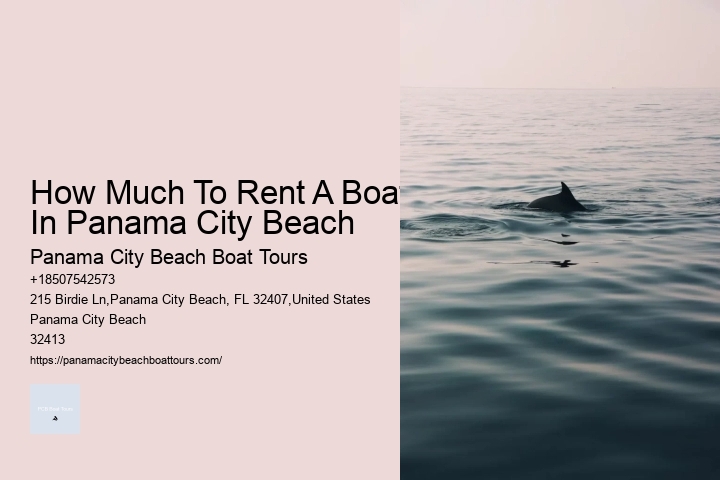 How Much To Rent A Boa
In Panama City Beach
Panama City Beach Boat Tours
+18507542573
215 Birdie Ln,Panama City Beach, FL 32407,United States
Panama City Beach
32413
https://panamacitybeachboattours.com/